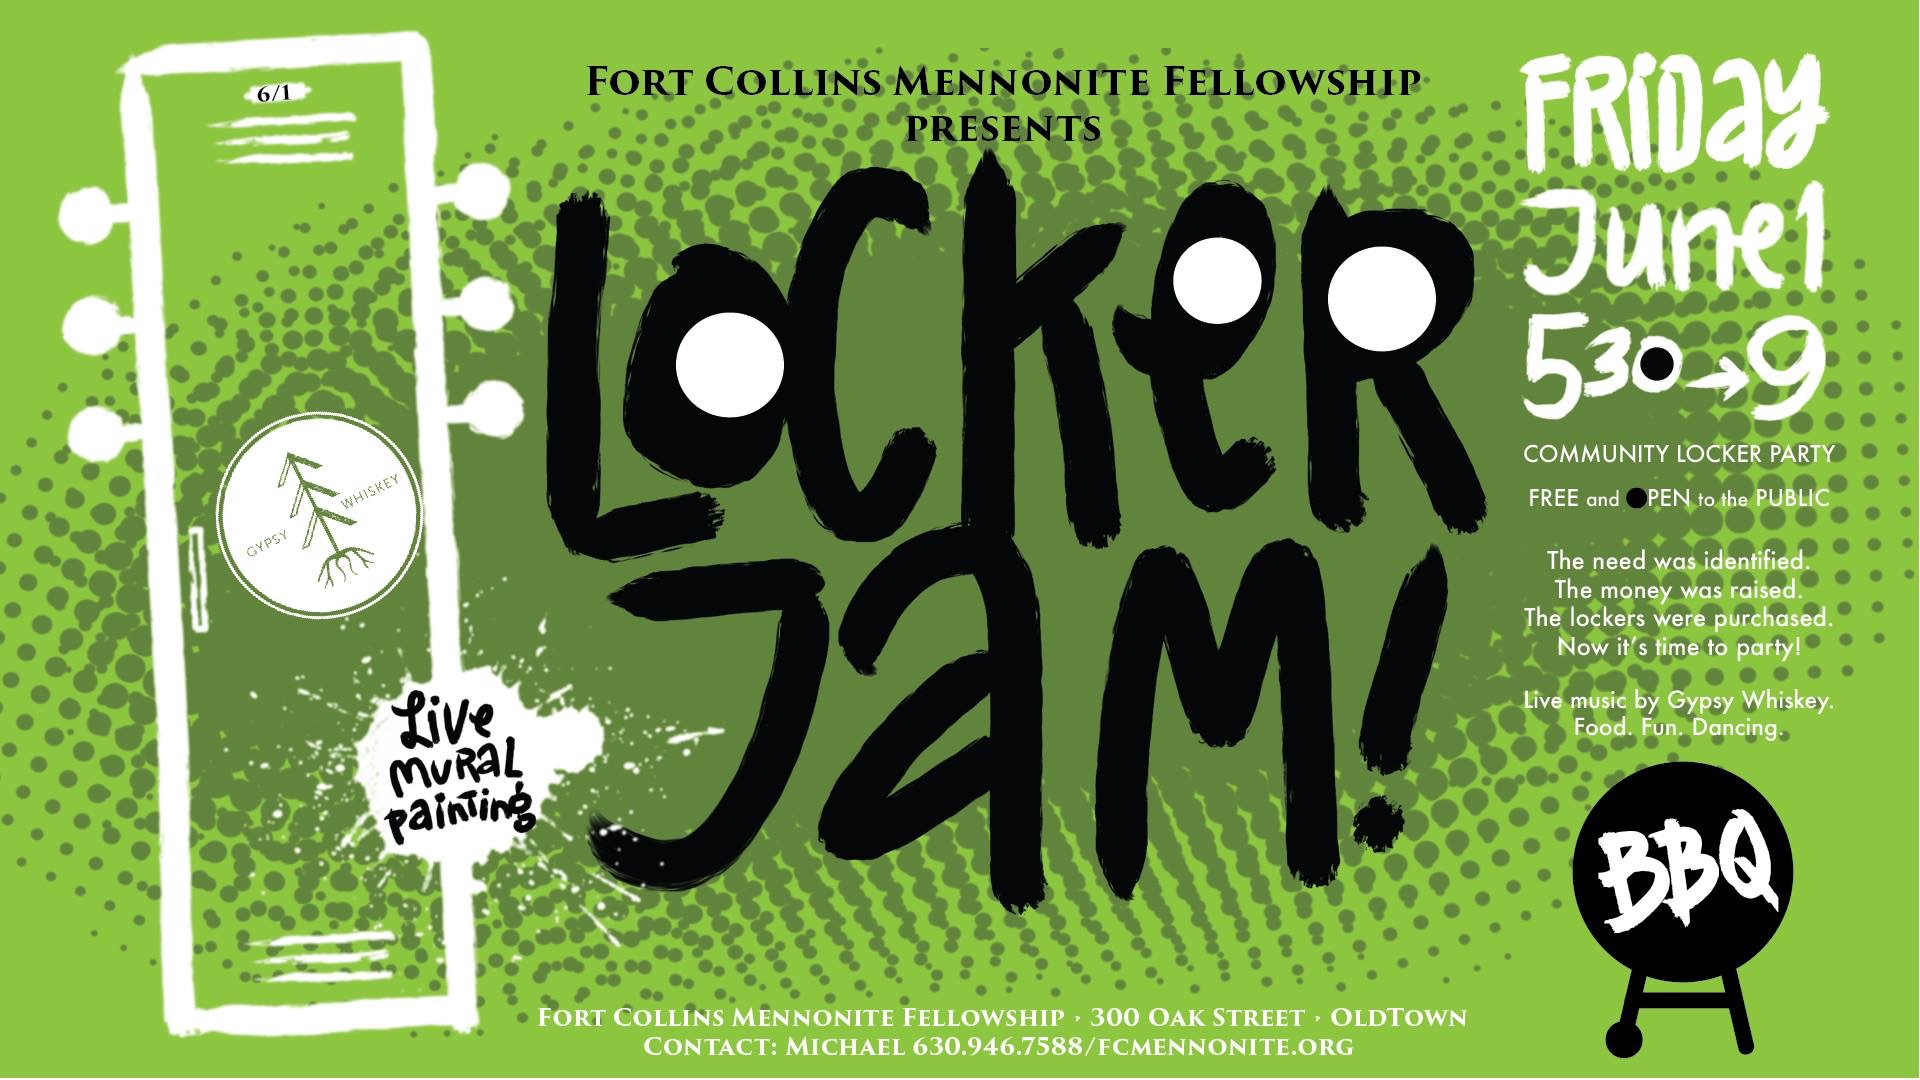 6/1
FORT COLLINS MENNONITE FELLOWSHIP
PRESENTS
LOCKER
JAM!
FRIDAY
June 1
530→9
COMMUNITY LOCKER PARTY
FREE and OPEN to the PUBLIC
The need was identified.
The money was raised.
The lockers were purchased.
Now it's time to party!
Live music by Gypsy Whiskey.
Food. Fun. Dancing.
BBQ
GYPSY WHISKEY
Live
MURAL
painting
FORT COLLINS MENNONITE FELLOWSHIP · 300 OAK STREET · OLDTOWN
CONTACT: MICHAEL 630.946.7588/FCMENNONITE.ORG